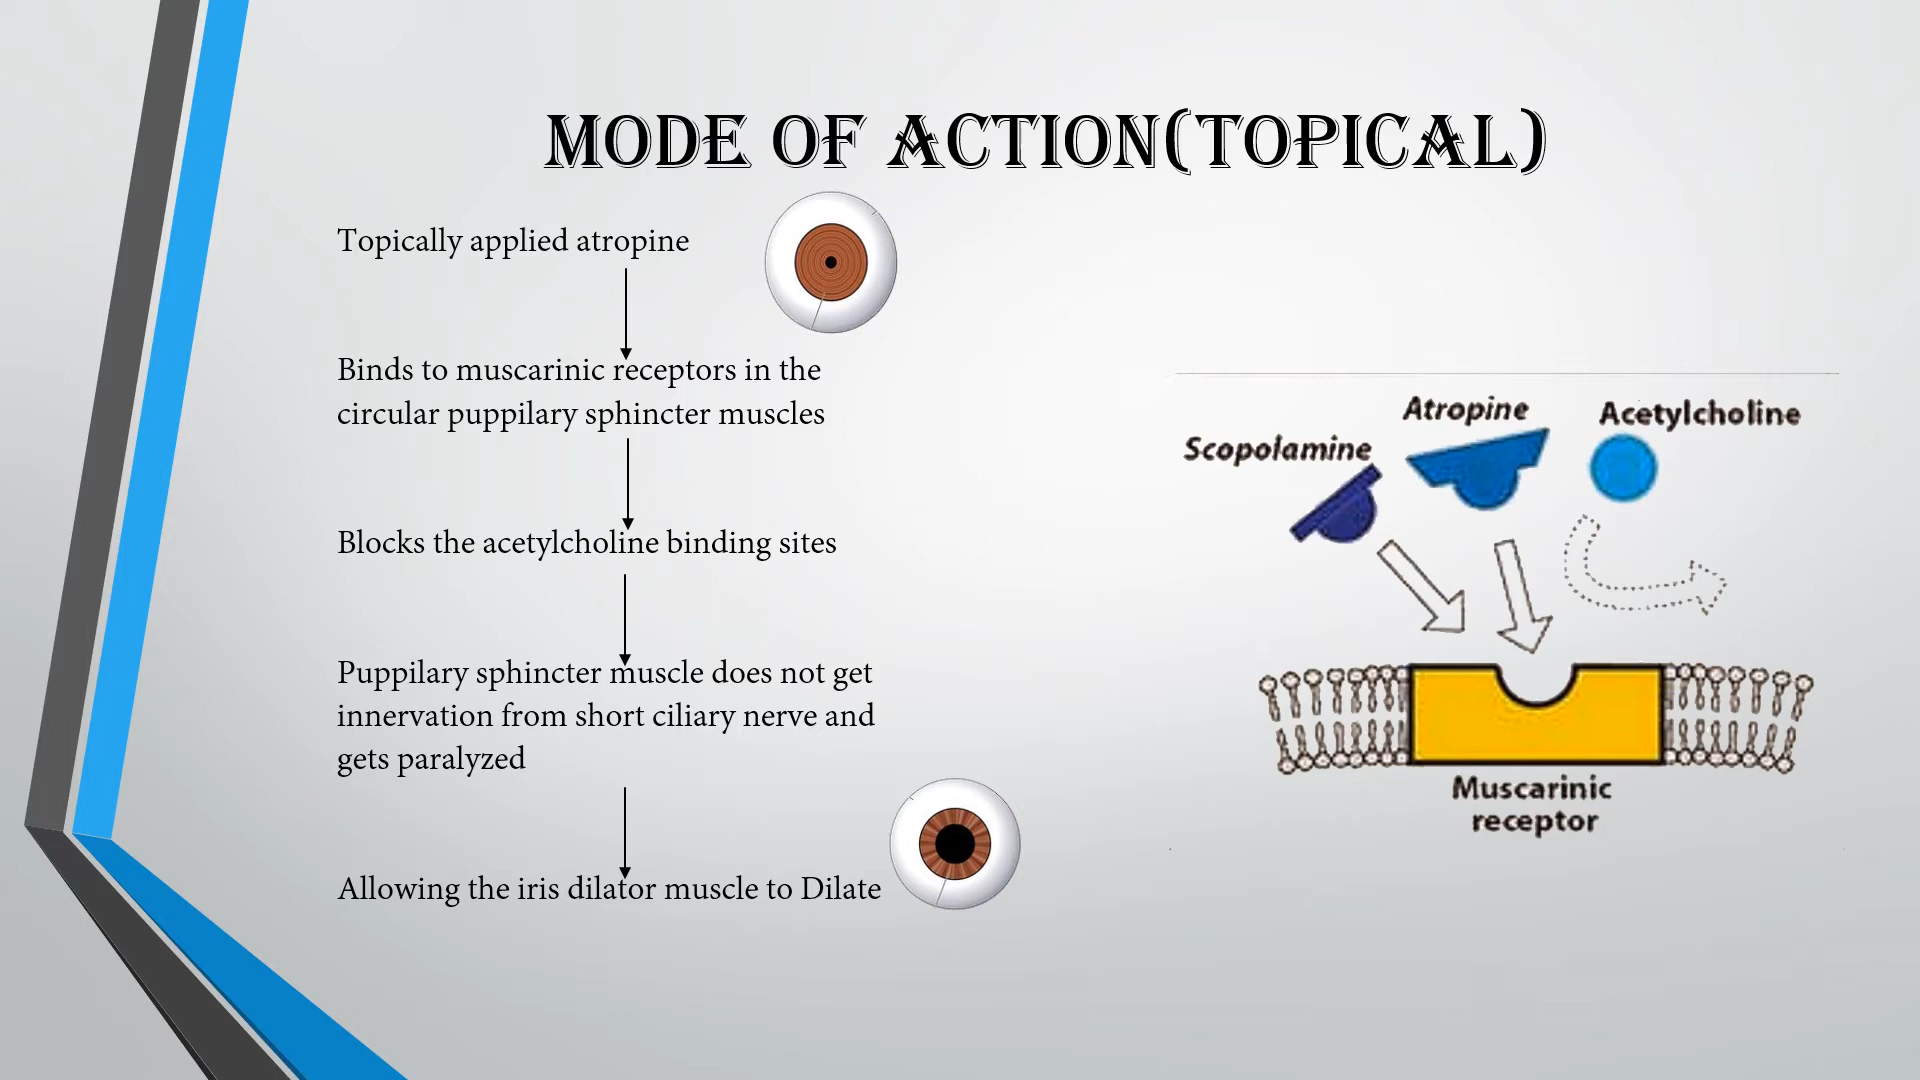 MODE OF ACTION(TOPICAL)
Topically applied atropine
Binds to muscarinic receptors in the
circular puppilary sphincter muscles
Blocks the acetylcholine binding sites
Puppilary sphincter muscle does not get
innervation from short ciliary nerve and
gets paralyzed
Allowing the iris dilator muscle to Dilate
Scopolamine
Atropine
Acetylcholine
Muscarinic
receptor